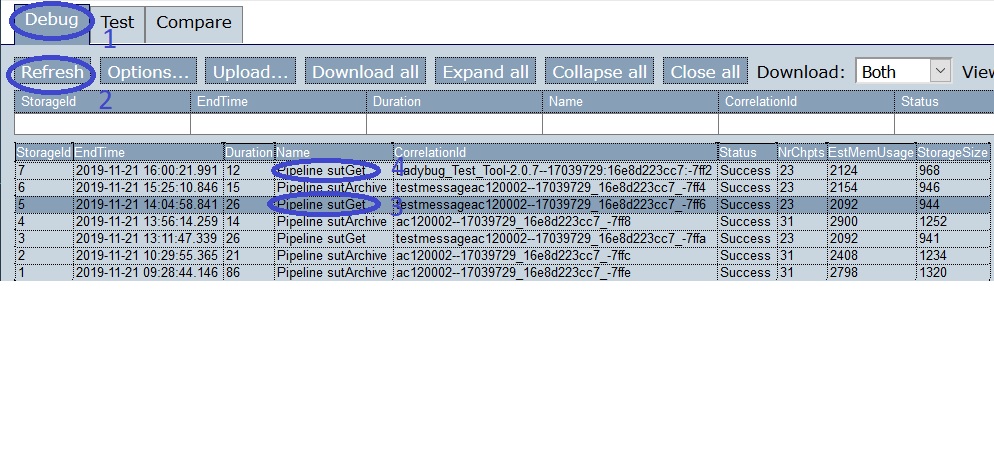 Debug Test Compare
1
Refresh Options... Upload... Download all Expand all Collapse all Close all Download: Both View
2
StorageId EndTime Duration Name CorrelationId Status
StorageId EndTime Duration Name CorrelationId Status NrChpts EstMemUsage StorageSize
7 2019-11-21 16:00:21.991 12 Pipeline sutGet 4 Ladybug_Test_Tool-2.0.7--17039729:16e8d223cc7:-7ff2 Success 23 2124 968
6 2019-11-21 15:25:10.846 15 Pipeline sutArchive testmessageac120002--17039729_16e8d223cc7_-7ff4 Success 23 2154 946
5 2019-11-21 14:04:58.841 26 Pipeline sutGet 3 testmessageac120002--17039729_16e8d223cc7_-7ff6 Success 23 2092 944
4 2019-11-21 13:56:14.259 14 Pipeline sutArchive ac120002--17039729_16e8d223cc7_-7ff8 Success 31 2900 1252
3 2019-11-21 13:11:47.339 26 Pipeline sutGet testmessageac120002--17039729_16e8d223cc7_-7ffa Success 23 2092 941
2 2019-11-21 10:29:55.365 21 Pipeline sutArchive ac120002--17039729_16e8d223cc7_-7ffc Success 31 2408 1234
1 2019-11-21 09:28:44.146 86 Pipeline sutArchive ac120002--17039729_16e8d223cc7_-7ffe Success 31 2798 1320